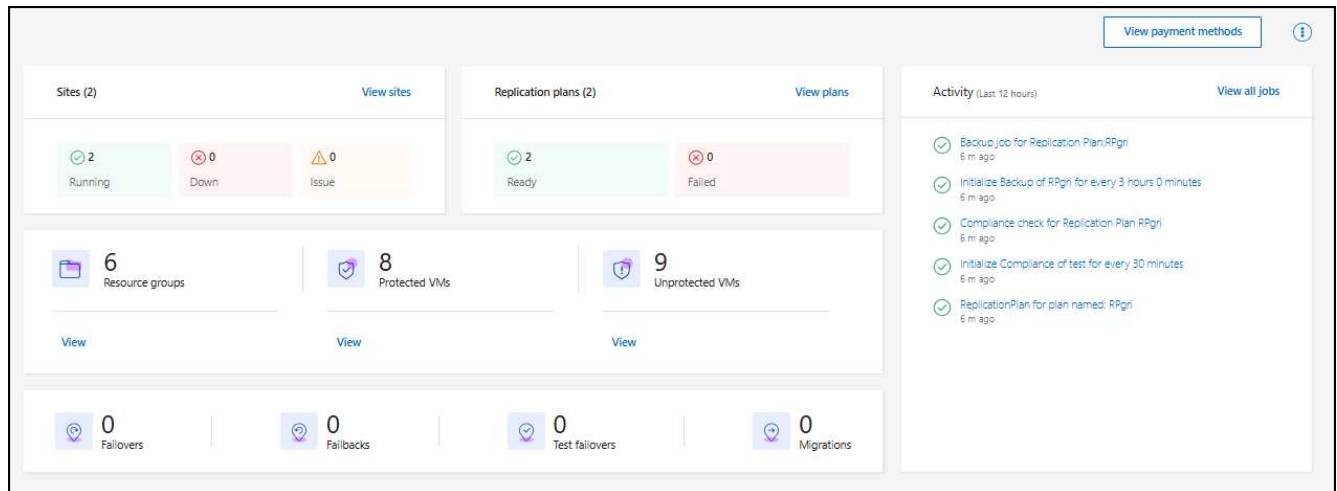 View payment methods
Sites (2)
View sites
2
Running
0
Down
0
Issue
Replication plans (2)
View plans
2
Ready
0
Failed
6
Resource groups
View
8
Protected VMs
View
9
Unprotected VMs
View
0
Failovers
0
Failbacks
0
Test failovers
0
Migrations
Activity (Last 12 hours)
View all jobs
Backup job for Replication Plan:RPgri
6 m ago
Initialize Backup of RPgri for every 3 hours 0 minutes
6 m ago
Compliance check for Replication Plan RPgri
6 m ago
Initialize Compliance of test for every 30 minutes
6 m ago
ReplicationPlan for plan named: RPgri
6 m ago